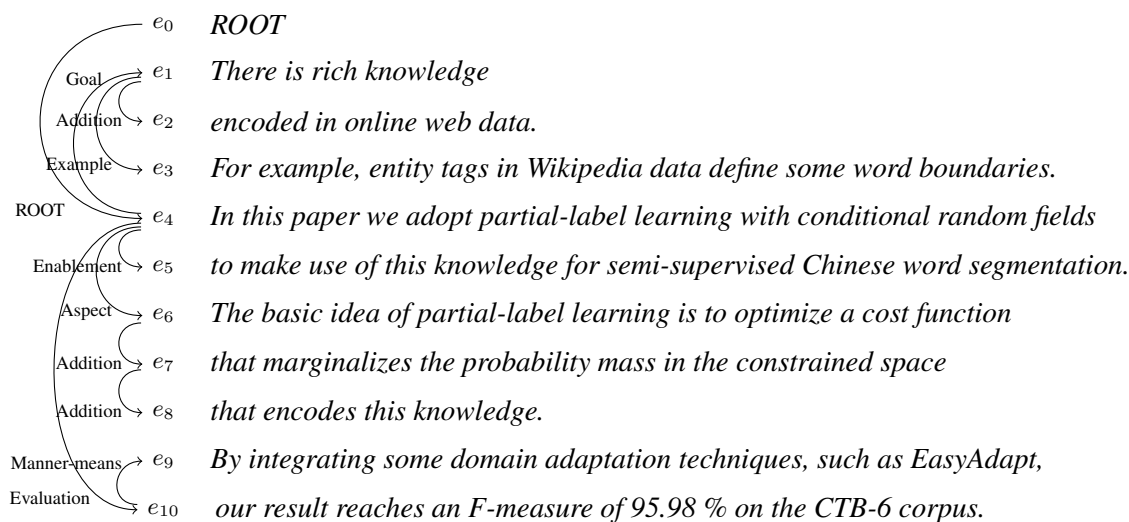 e0 ROOT
Goal e1 There is rich knowledge
Addition e2 encoded in online web data.
Example e3 For example, entity tags in Wikipedia data define some word boundaries.
ROOT e4 In this paper we adopt partial-label learning with conditional random fields
Enablement e5 to make use of this knowledge for semi-supervised Chinese word segmentation.
Aspect e6 The basic idea of partial-label learning is to optimize a cost function
Addition e7 that marginalizes the probability mass in the constrained space
Addition e8 that encodes this knowledge.
Manner-means e9 By integrating some domain adaptation techniques, such as EasyAdapt,
Evaluation e10 our result reaches an F-measure of 95.98 % on the CTB-6 corpus.